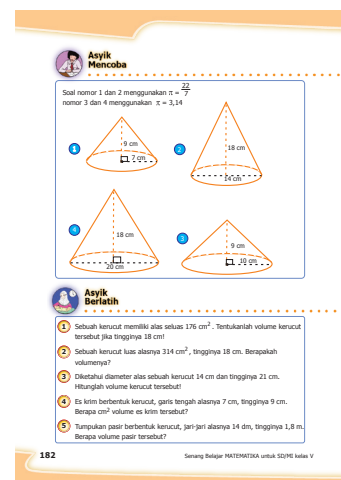 Asyik
Mencoba
Soal nomor 1 dan 2 menggunakan π = 22/7
nomor 3 dan 4 menggunakan π = 3,14
1
9 cm
7 cm
2
18 cm
14 cm
4
18 cm
20 cm
3
9 cm
10 cm
Asyik
Berlatih
1 Sebuah kerucut memiliki alas seluas 176 cm². Tentukanlah volume kerucut
tersebut jika tingginya 18 cm!
2 Sebuah kerucut luas alasnya 314 cm², tingginya 18 cm. Berapakah
volumenya?
3 Diketahui diameter alas sebuah kerucut 14 cm dan tingginya 21 cm.
Hitunglah volume kerucut tersebut!
4 Es krim berbentuk kerucut, garis tengah alasnya 7 cm, tingginya 9 cm.
Berapa cm² volume es krim tersebut?
5 Tumpukan pasir berbentuk kerucut, jari-jari alasnya 14 dm, tingginya 1,8 m.
Berapa volume pasir tersebut?
182
Senang Belajar MATEMATIKA untuk SD/MI kelas V